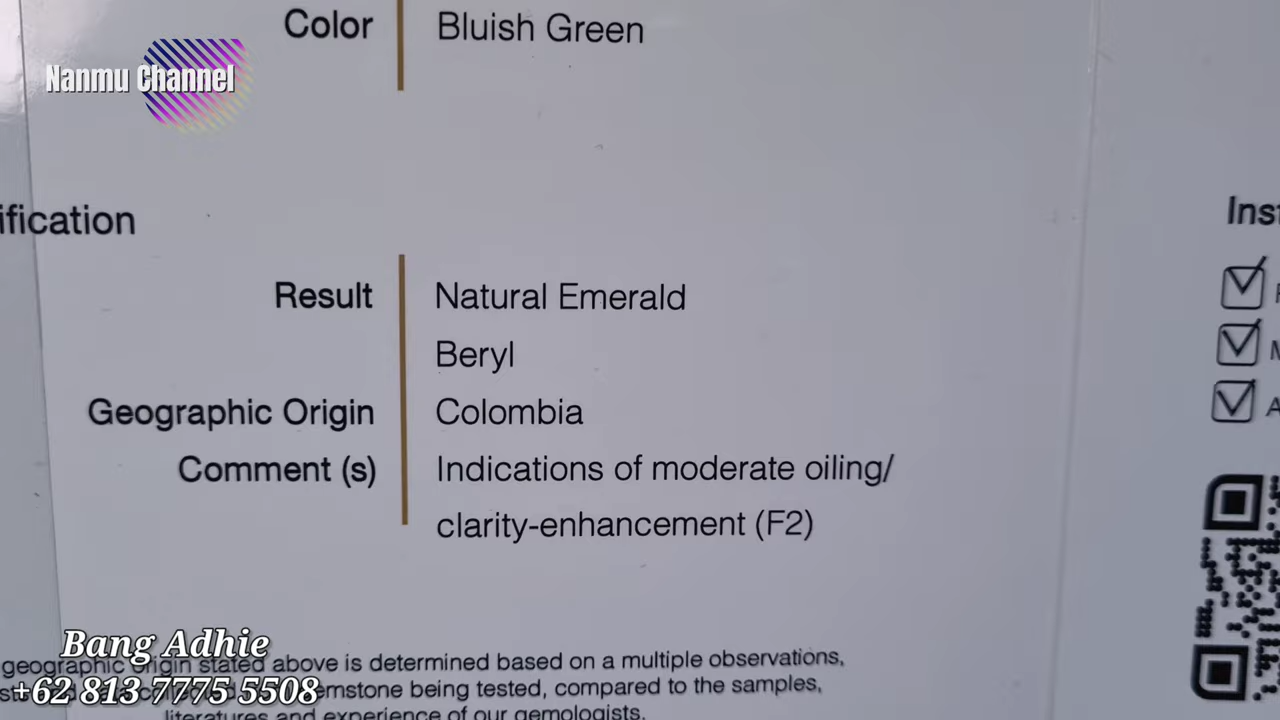 Color Bluish Green
Nanmu Channel
ification
Inst
Result Natural Emerald
Beryl
Geographic Origin Colombia
Comment (s) Indications of moderate oiling/
clarity-enhancement (F2)
Bang Adhie
geographic origin stated above is determined based on a multiple observations,
+62 813 7775 5508
emstone being tested, compared to the samples,
literatures and experience of our gemologists.